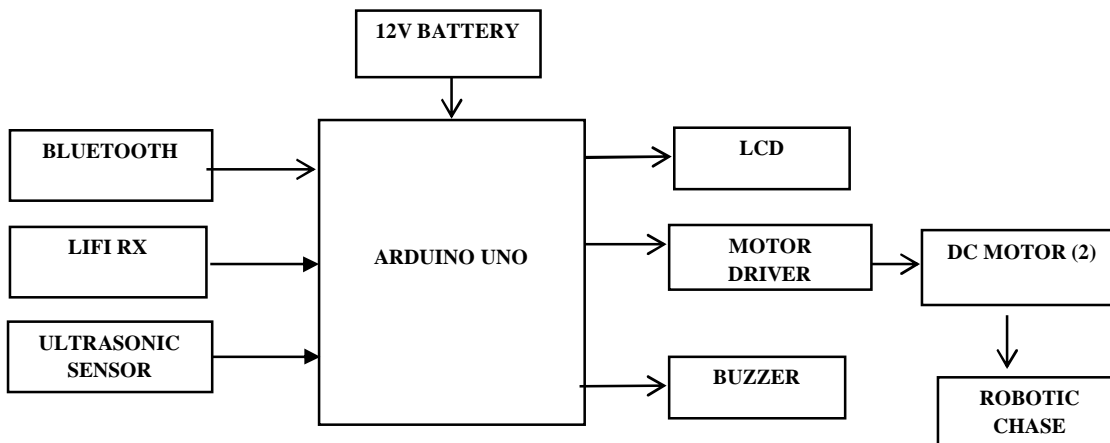 12V BATTERY
BLUETOOTH
LCD
LIFI RX
ARDUINO UNO
MOTOR
DRIVER
DC MOTOR (2)
ULTRASONIC
SENSOR
BUZZER
ROBOTIC
CHASE